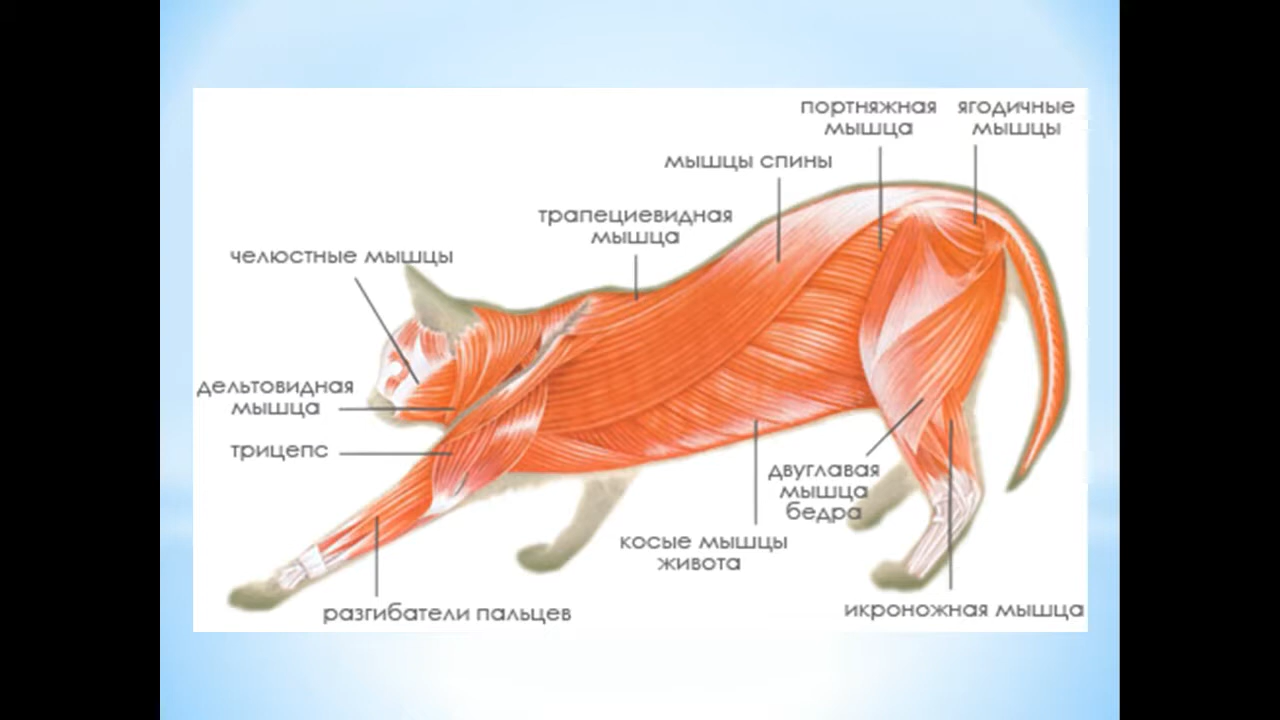 портняжная
мышца
ягодичные
мышцы
мышцы спины
трапециевидная
мышца
челюстные мышцы
дельтовидная
мышца
трицепс
двуглавая
мышца
бедра
косые мышцы
живота
разгибатели пальцев
икроножная мышца